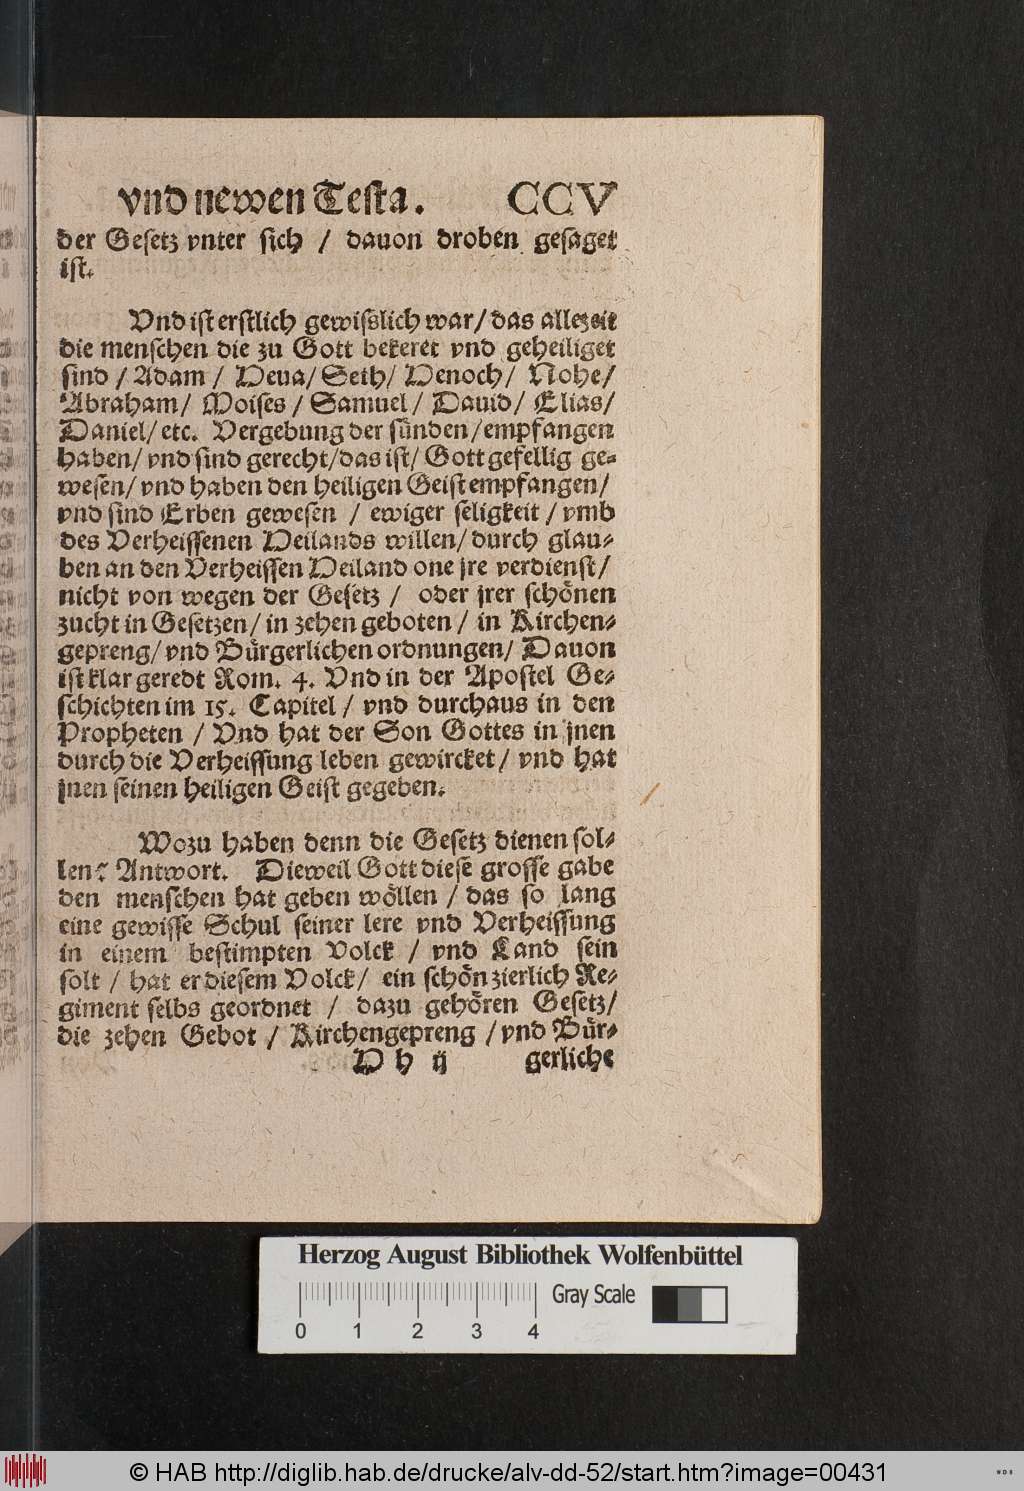 vnd newen Testa. CCV
der Gesetz vnter sich / dauon droben gesaget
ist.
Vnd ist erstlich gewisslich war / das allezeit
die menschen die zu Gott bekeret vnd geheiliget
sind / Adam / Heua / Seth / Henoch / Nohe /
Abraham / Moises / Samuel / Dauid / Elias /
Daniel / etc. Vergebung der sünden / empfangen
haben / vnd sind gerecht / das ist / Gott gefellig ge-
wesen / vnd haben den heiligen Geist empfangen /
vnd sind Erben gewesen / ewiger seligkeit / vmb
des Verheissenen Heilands willen / durch glau-
ben an den Verheissen Heiland one jre verdienst /
nicht von wegen der Gesetz / oder jrer schönen
zucht in Gesetzen / in zehen geboten / in Kirchen-
gepreng / vnd Bürgerlichen ordnungen / Dauon
ist klar geredt Rom. 4. Vnd in der Apostel Ge-
schichten im 15. Capitel / vnd durchaus in den
Propheten / Vnd hat der Son Gottes in jnen
durch die Verheissung leben gewircket / vnd hat
jnen seinen heiligen Geist gegeben.
Wozu haben denn die Gesetz dienen sol-
len? Antwort. Dieweil Gott diese grosse gabe
den menschen hat geben wöllen / das so lang
eine gewisse Schul seiner lere vnd Verheissung
in einem bestimpten Volck / vnd Land sein
solt / hat er diesem Volck / ein schön zierlich Re-
giment selbs geordnet / dazu gehören Gesetz /
die zehen Gebot / Kirchengepreng / vnd Bür-
H h ij gerliche
Herzog August Bibliothek Wolfenbüttel
Gray Scale
0 1 2 3 4
© HAB http://diglib.hab.de/drucke/alv-dd-52/start.htm?image=00431